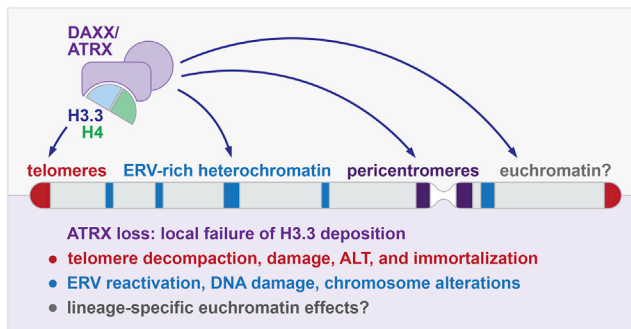 DAXX/
ATRX
H3.3
H4
telomeres ERV-rich heterochromatin pericentromeres euchromatin?
ATRX loss: local failure of H3.3 deposition
• telomere decompaction, damage, ALT, and immortalization
• ERV reactivation, DNA damage, chromosome alterations
• lineage-specific euchromatin effects?